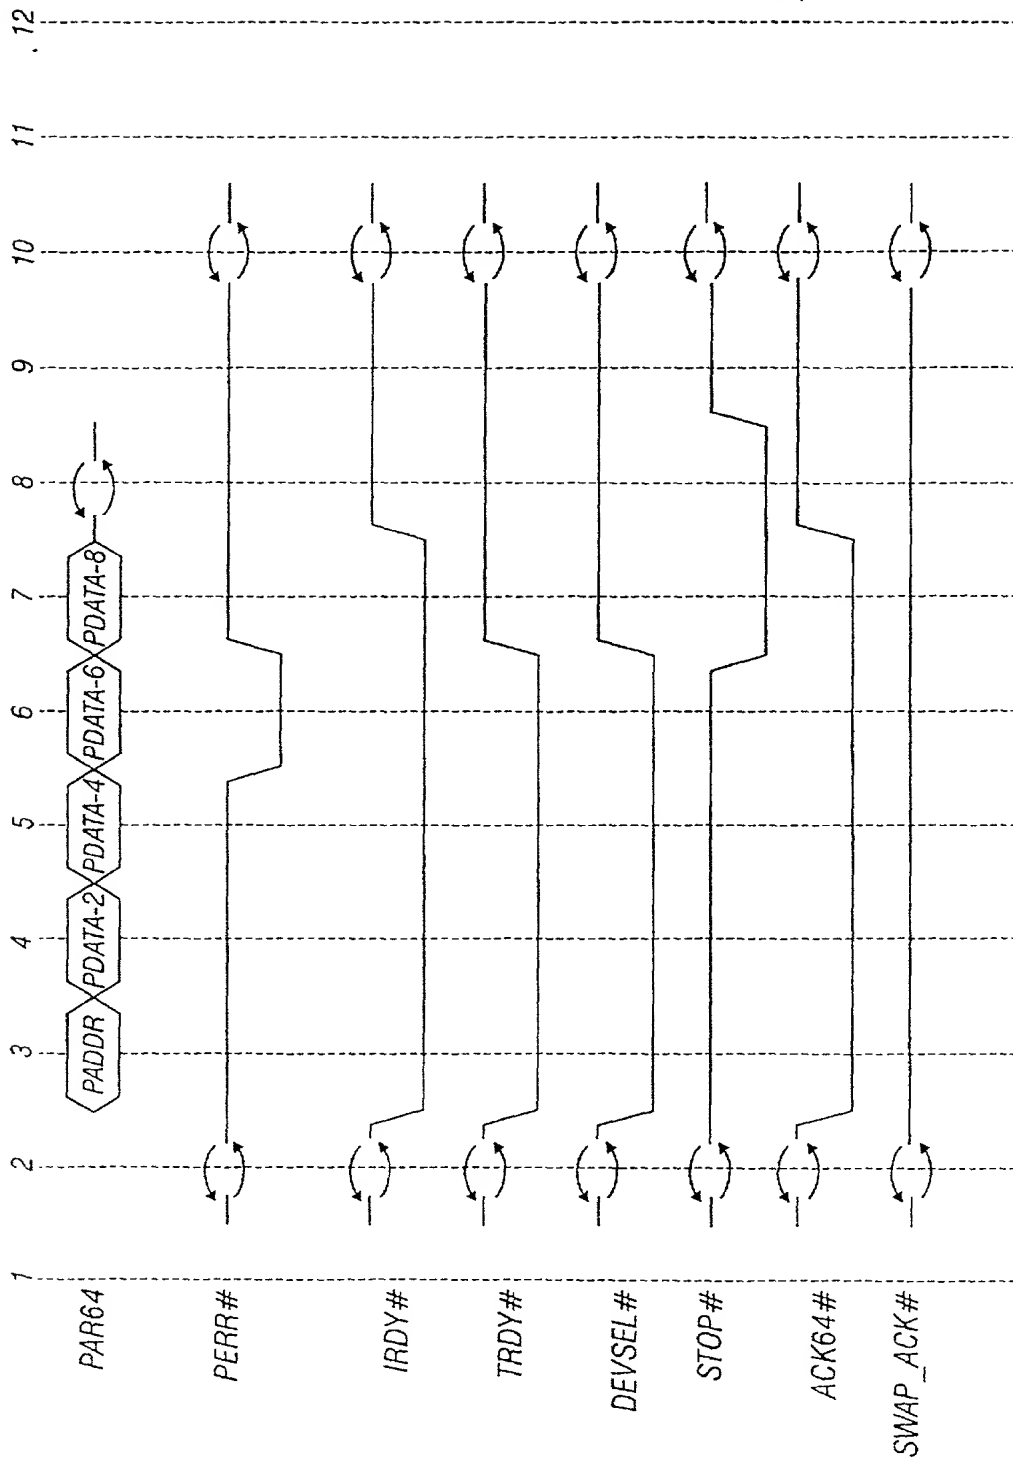 1 2 3 4 5 6 7 8 9 10 11 12
PAR64 PADDR PDATA-2 PDATA-4 PDATA-6 PDATA-8
PERR#
IRDY#
TRDY#
DEVSEL#
STOP#
ACK64#
SWAP_ACK#